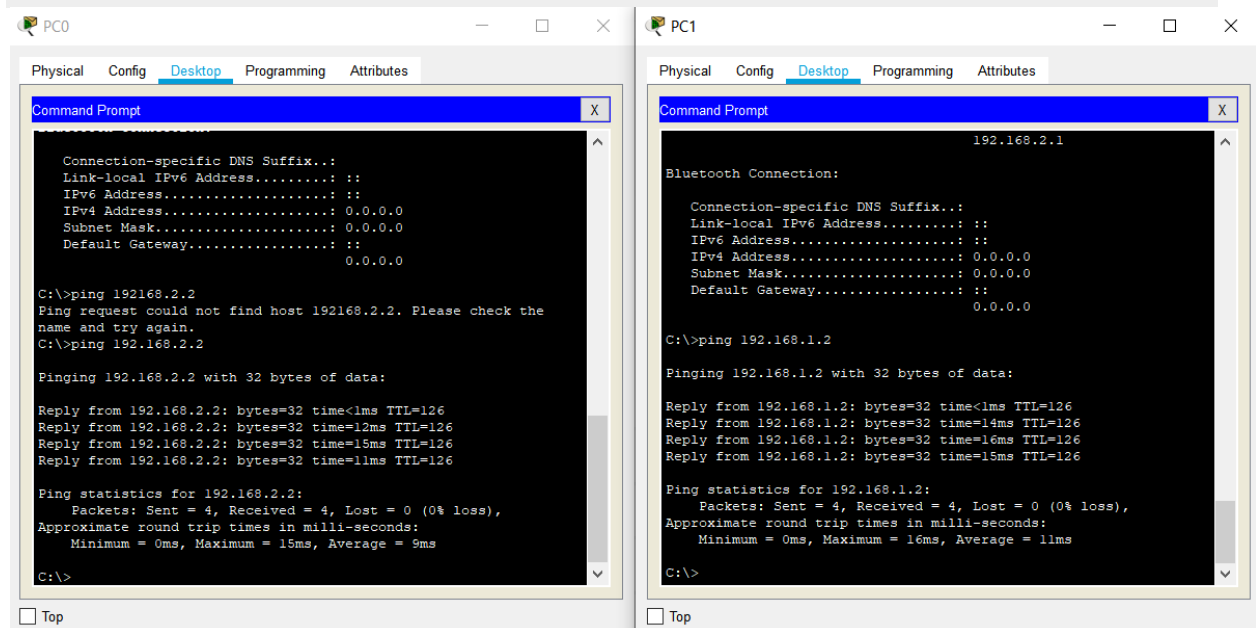 PC0
Physical Config Desktop Programming Attributes
Command Prompt
X
Connection-specific DNS Suffix..:
Link-local IPv6 Address.........: ::
IPv6 Address....................: ::
IPv4 Address....................: 0.0.0.0
Subnet Mask.....................: 0.0.0.0
Default Gateway.................: ::
0.0.0.0
C:\>ping 192168.2.2
Ping request could not find host 192168.2.2. Please check the
name and try again.
C:\>ping 192.168.2.2
Pinging 192.168.2.2 with 32 bytes of data:
Reply from 192.168.2.2: bytes=32 time<1ms TTL=126
Reply from 192.168.2.2: bytes=32 time=12ms TTL=126
Reply from 192.168.2.2: bytes=32 time=15ms TTL=126
Reply from 192.168.2.2: bytes=32 time=11ms TTL=126
Ping statistics for 192.168.2.2:
Packets: Sent = 4, Received = 4, Lost = 0 (0% loss),
Approximate round trip times in milli-seconds:
Minimum = 0ms, Maximum = 15ms, Average = 9ms
C:\>
Top
PC1
Physical Config Desktop Programming Attributes
Command Prompt
X
192.168.2.1
Bluetooth Connection:
Connection-specific DNS Suffix..:
Link-local IPv6 Address.........: ::
IPv6 Address....................: ::
IPv4 Address....................: 0.0.0.0
Subnet Mask.....................: 0.0.0.0
Default Gateway.................: ::
0.0.0.0
C:\>ping 192.168.1.2
Pinging 192.168.1.2 with 32 bytes of data:
Reply from 192.168.1.2: bytes=32 time<1ms TTL=126
Reply from 192.168.1.2: bytes=32 time=14ms TTL=126
Reply from 192.168.1.2: bytes=32 time=16ms TTL=126
Reply from 192.168.1.2: bytes=32 time=15ms TTL=126
Ping statistics for 192.168.1.2:
Packets: Sent = 4, Received = 4, Lost = 0 (0% loss),
Approximate round trip times in milli-seconds:
Minimum = 0ms, Maximum = 16ms, Average = 11ms
C:\>
Top